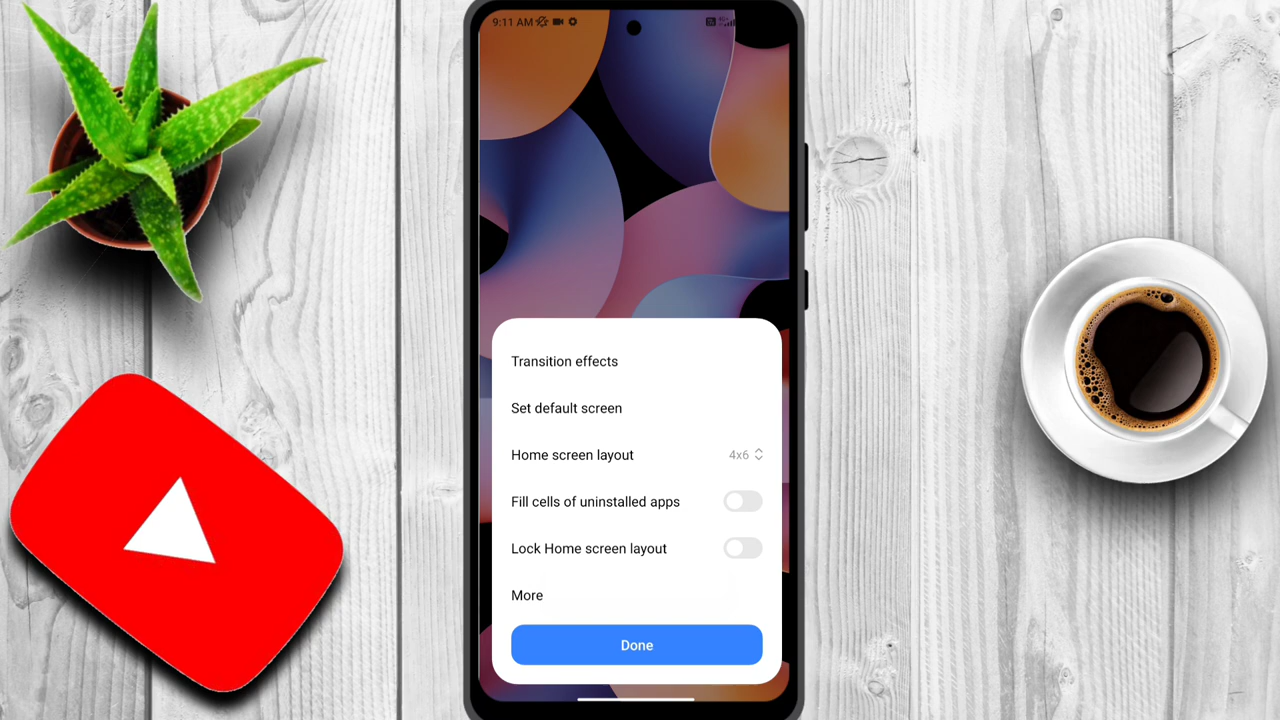 9:11 AM
4G+
Transition effects
Set default screen
Home screen layout 4x6
Fill cells of uninstalled apps
Lock Home screen layout
More
Done